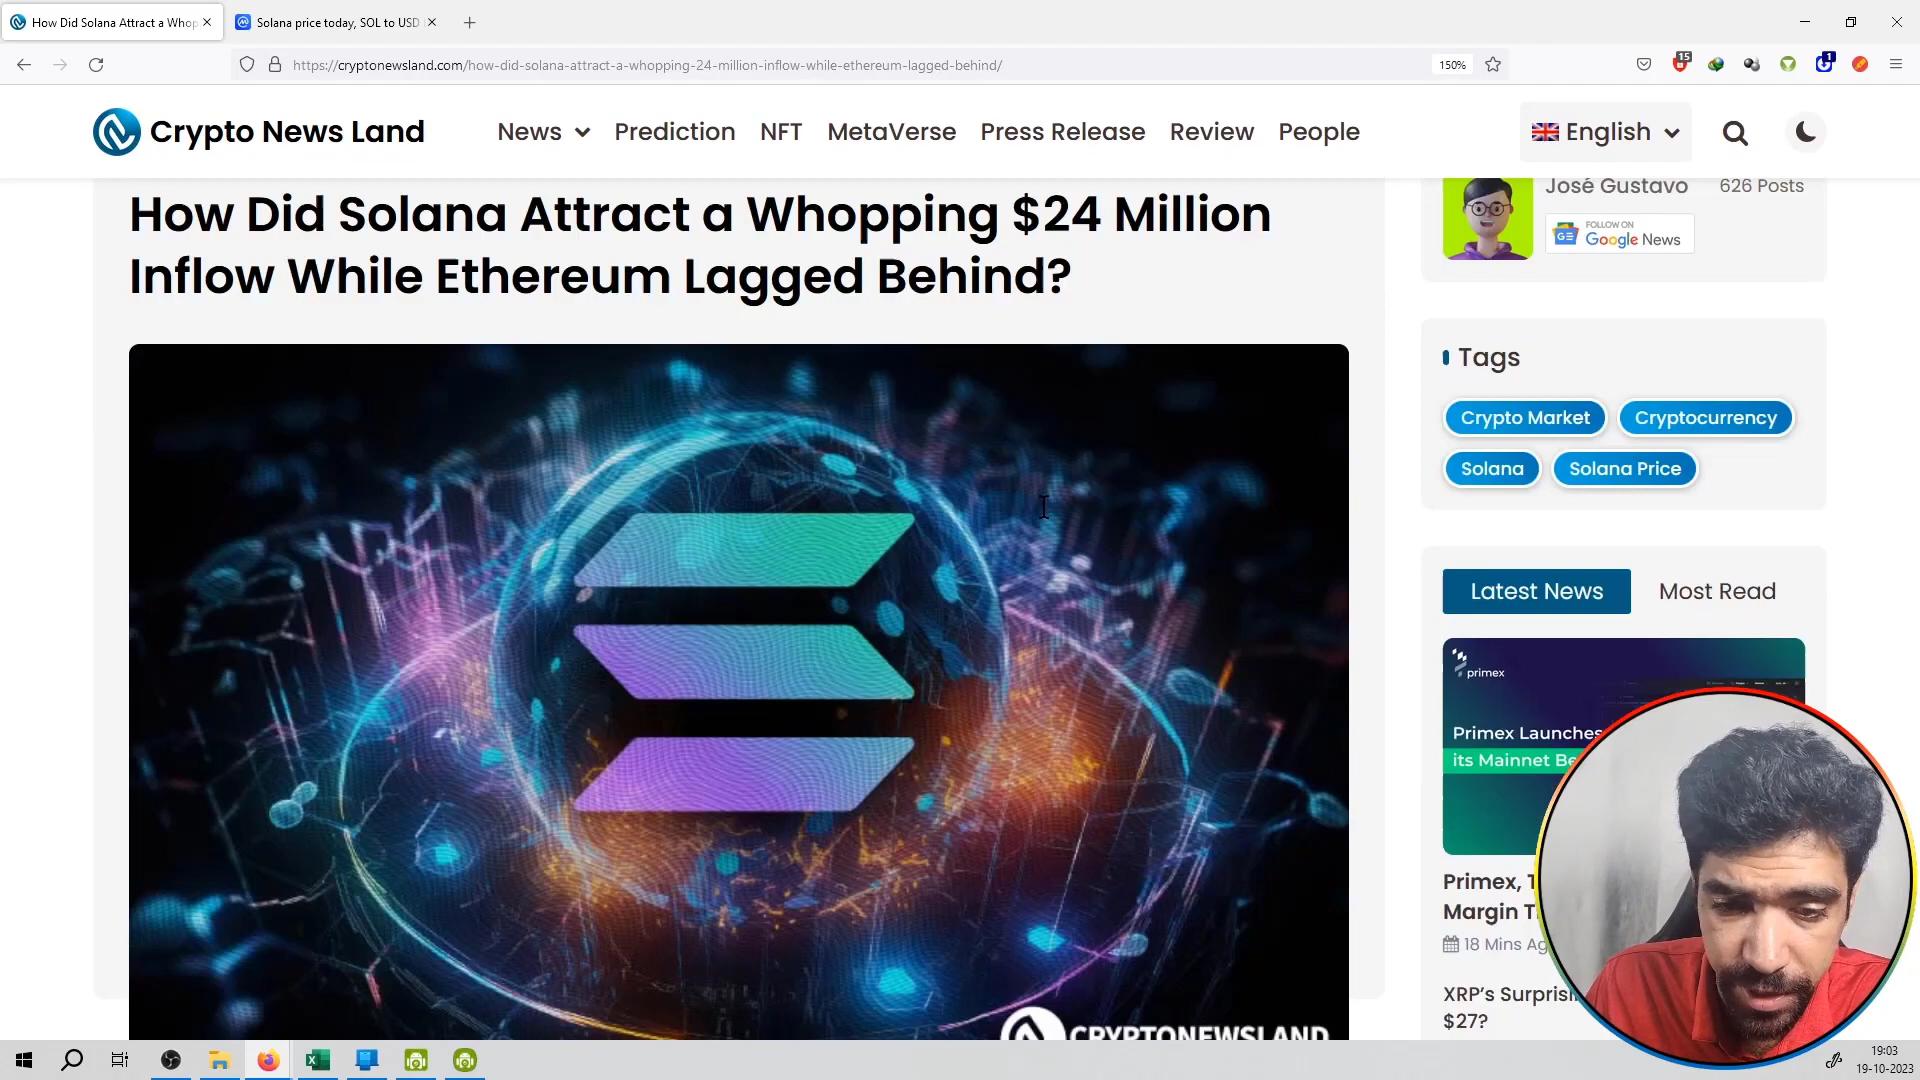 How Did Solana Attract a Whop
Solana price today, SOL to USD
https://cryptonewsland.com/how-did-solana-attract-a-whopping-24-million-inflow-while-ethereum-lagged-behind/
150%
15
1
Crypto News Land
News
Prediction
NFT
MetaVerse
Press Release
Review
People
English
How Did Solana Attract a Whopping $24 Million
Inflow While Ethereum Lagged Behind?
CRYPTONEWSLAND
José Gustavo
626 Posts
FOLLOW ON
Google News
Tags
Crypto Market
Cryptocurrency
Solana
Solana Price
Latest News
Most Read
primex
Primex Launches
its Mainnet Be
Primex, T
Margin T
18 Mins Ag
XRP's Surprisi
$27?
19:03
19-10-2023